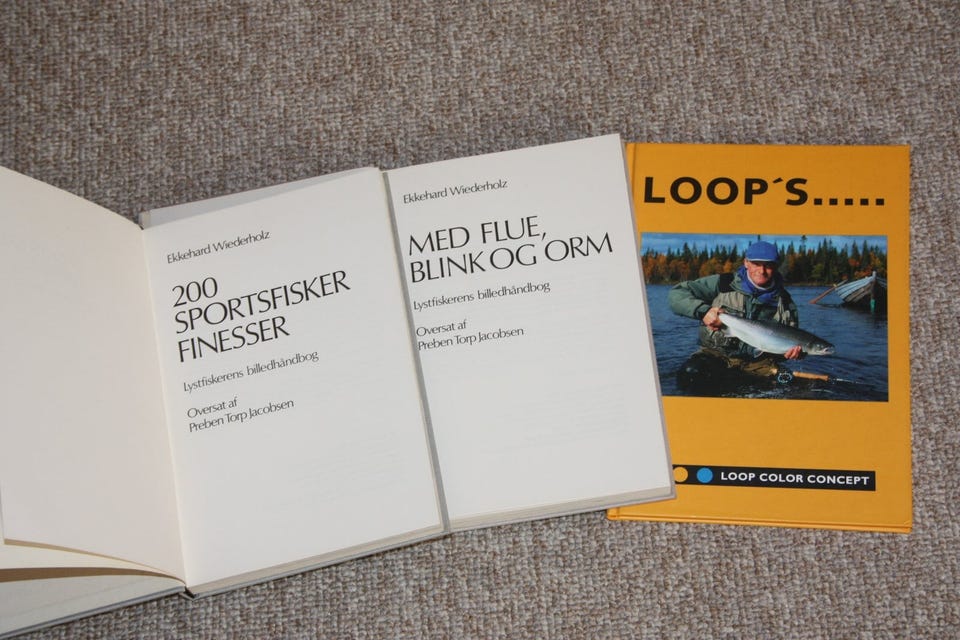 Ekkehard Wiederholz
200
SPORTSFISKER
FINESSER
Lystfiskerens billedhåndbog
Oversat af
Preben Torp Jacobsen
Ekkehard Wiederholz
MED FLUE,
BLINK OG ORM
Lystfiskerens billedhåndbog
Oversat af
Preben Torp Jacobsen
LOOP´S.....
LOOP COLOR CONCEPT